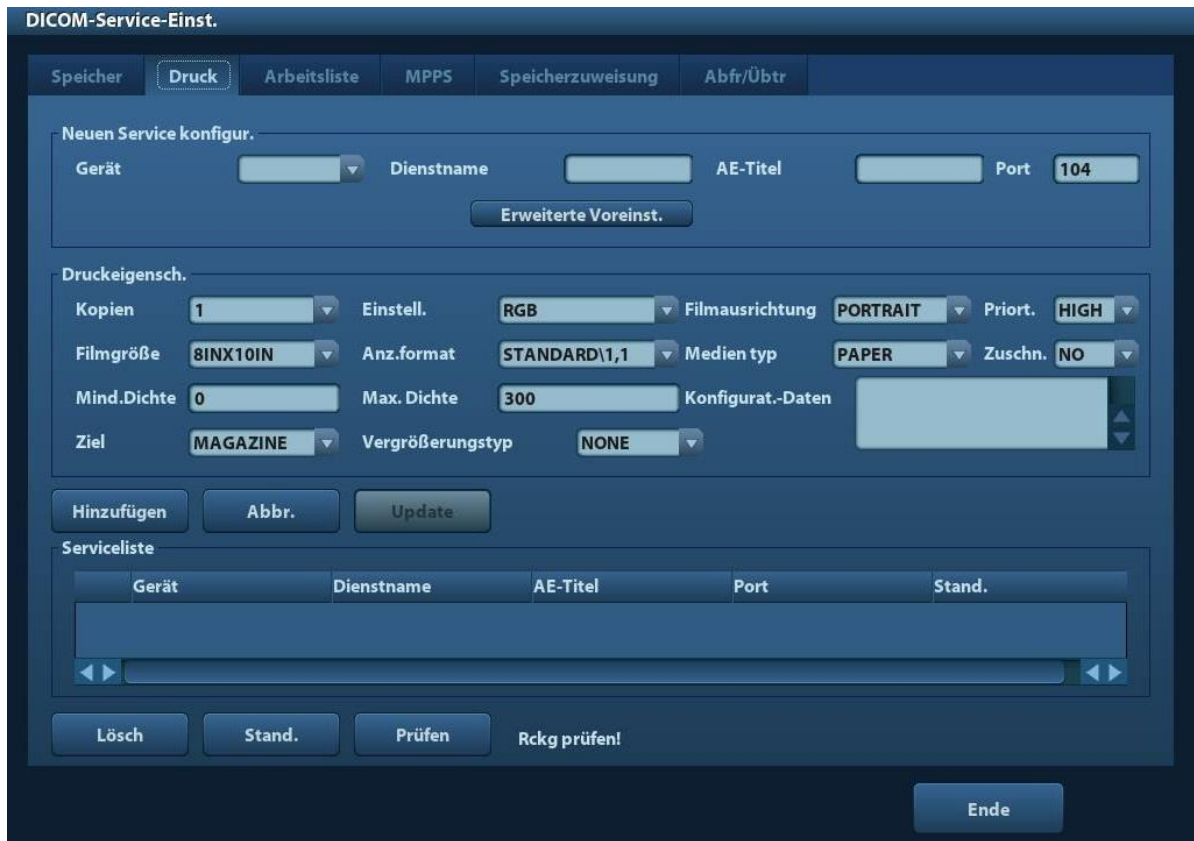 DICOM-Service-Einst.
Speicher Druck Arbeitsliste MPPS Speicherzuweisung Abfr/Übtr
Neuen Service konfigur.
Gerät Dienstname AE-Titel Port 104
Erweiterte Voreinst.
Druckeigensch.
Kopien 1 Einstell. RGB Filmausrichtung PORTRAIT Priort. HIGH
Filmgröße 8INX10IN Anz.format STANDARD\1,1 Medien typ PAPER Zuschn. NO
Mind.Dichte 0 Max. Dichte 300 Konfigurat.-Daten
Ziel MAGAZINE Vergrößerungstyp NONE
Hinzufügen Abbr. Update
Serviceliste
Gerät Dienstname AE-Titel Port Stand.
Lösch Stand. Prüfen Rckg prüfen!
Ende